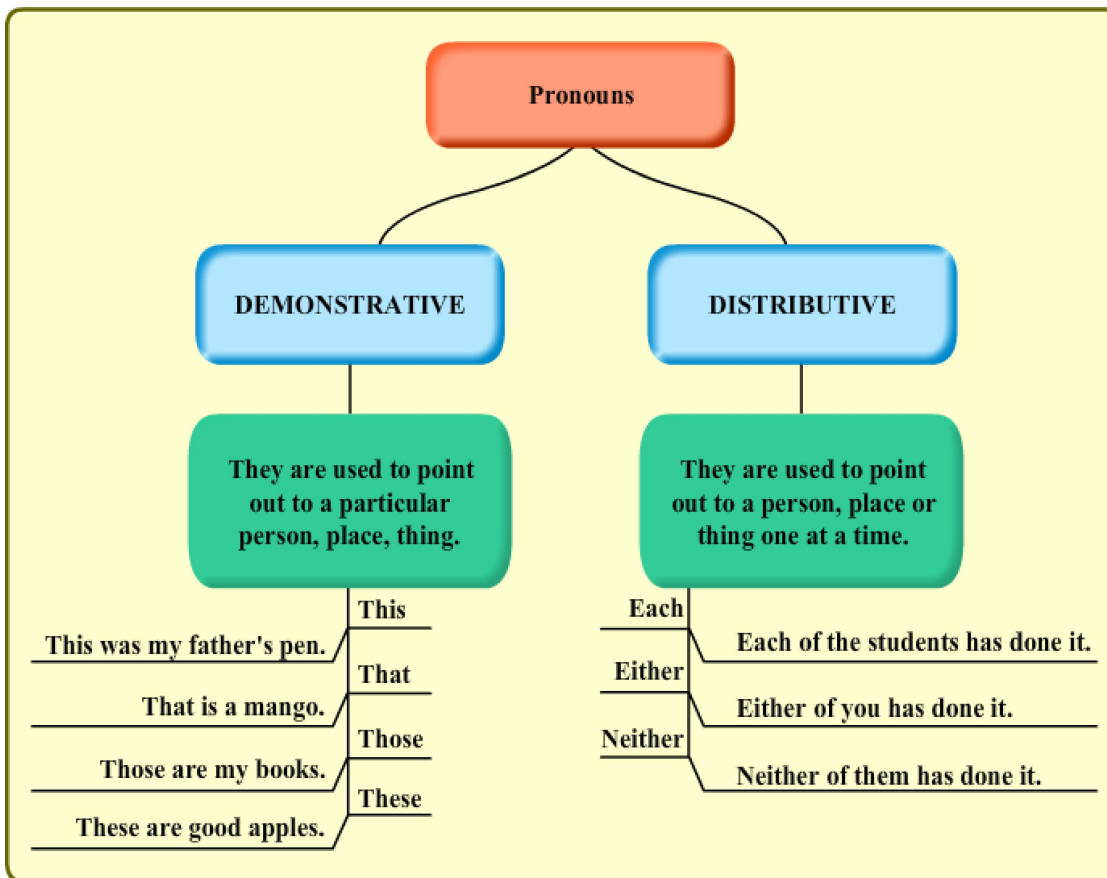 Pronouns
DEMONSTRATIVE
DISTRIBUTIVE
They are used to point
out to a particular
person, place, thing.
They are used to point
out to a person, place or
thing one at a time.
This
This was my father's pen.
That
That is a mango.
Those
Those are my books.
These
These are good apples.
Each
Each of the students has done it.
Either
Either of you has done it.
Neither
Neither of them has done it.